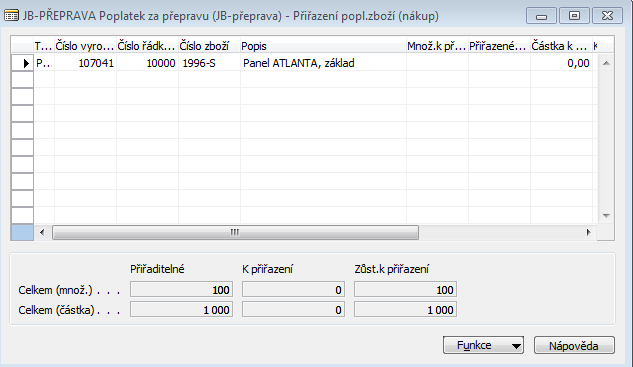 JB-PŘEPRAVA Poplatek za přepravu (JB-přeprava) - Přiřazení popl.zboží (nákup)
T... Číslo vyro... Číslo řádk... Číslo zboží Popis Množ.k př... Přiřazené... Částka k ... K
P... 107041 10000 1996-S Panel ATLANTA, základ 0,00
Přiřaditelné K přiřazení Zůst.k přiřazení
Celkem (množ.) . . . 100 0 100
Celkem (částka) . . . 1 000 0 1 000
Funkce Nápověda